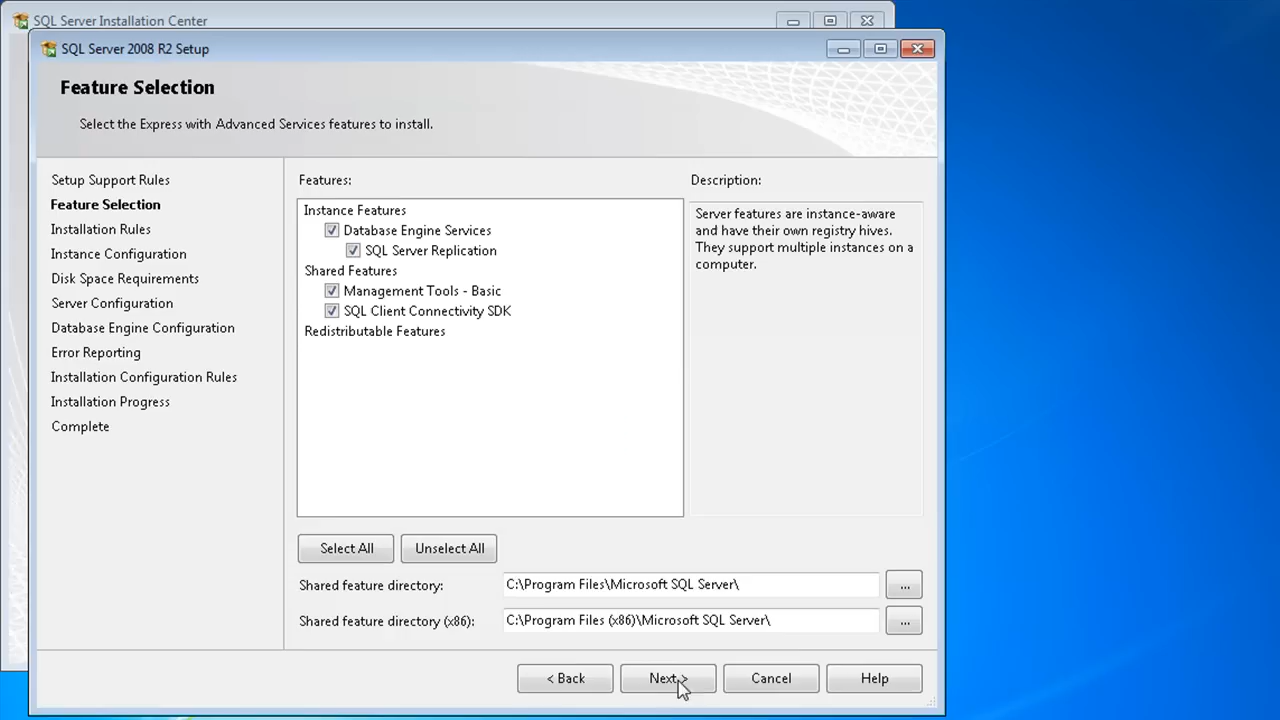 SQL Server Installation Center
SQL Server 2008 R2 Setup
Feature Selection
Select the Express with Advanced Services features to install.
Setup Support Rules
Feature Selection
Installation Rules
Instance Configuration
Disk Space Requirements
Server Configuration
Database Engine Configuration
Error Reporting
Installation Configuration Rules
Installation Progress
Complete
Features:
Instance Features
Database Engine Services
SQL Server Replication
Shared Features
Management Tools - Basic
SQL Client Connectivity SDK
Redistributable Features
Description:
Server features are instance-aware
and have their own registry hives.
They support multiple instances on a
computer.
Select All
Unselect All
Shared feature directory:
C:\Program Files\Microsoft SQL Server\
...
Shared feature directory (x86):
C:\Program Files (x86)\Microsoft SQL Server\
...
< Back
Next >
Cancel
Help